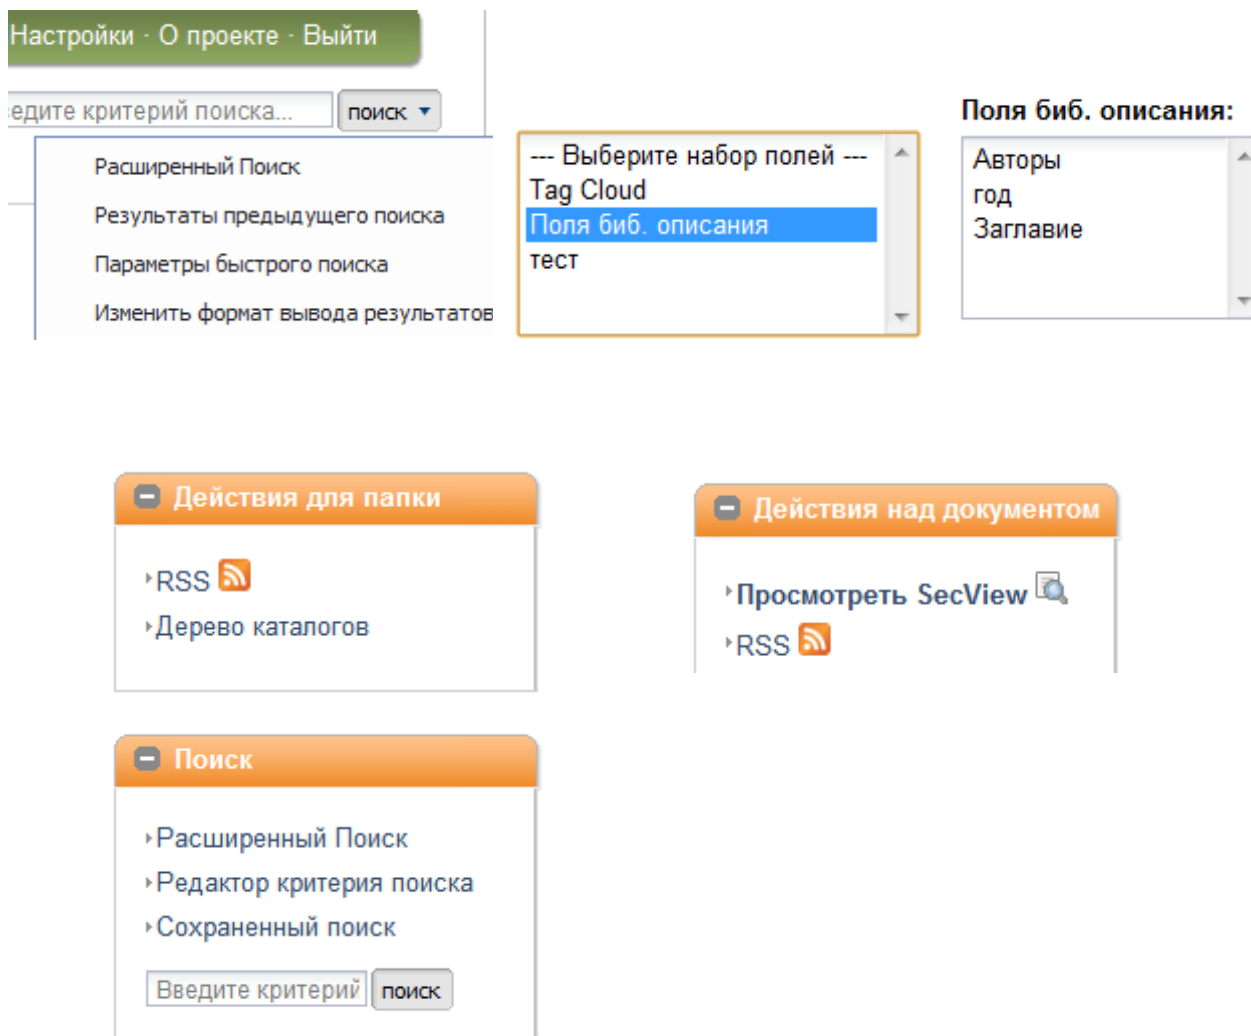 Настройки · О проекте · Выйти
едите критерий поиска...
поиск
Расширенный Поиск
Результаты предыдущего поиска
Параметры быстрого поиска
Изменить формат вывода результатов
--- Выберите набор полей ---
Tag Cloud
Поля биб. описания
тест
Поля биб. описания:
Авторы
год
Заглавие
Действия для папки
RSS
Дерево каталогов
Действия над документом
Просмотреть SecView
RSS
Поиск
Расширенный Поиск
Редактор критерия поиска
Сохраненный поиск
Введите критерий
поиск